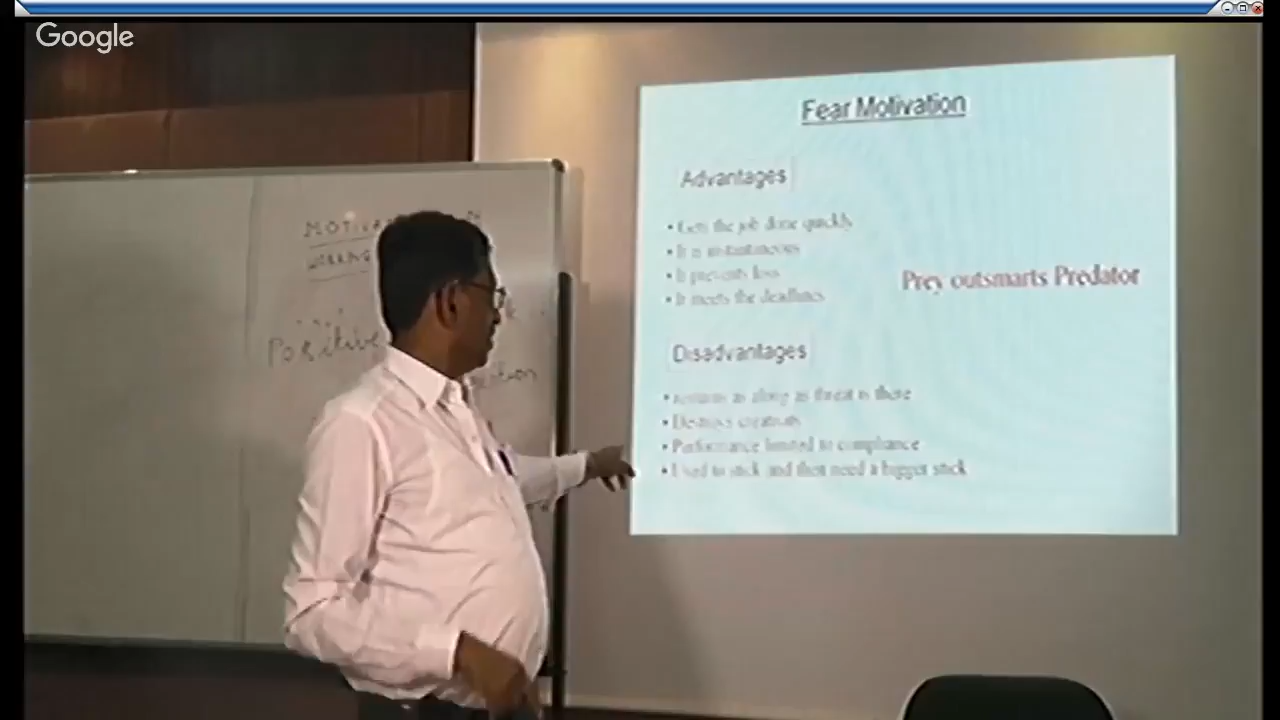 Google
Fear Motivation
Advantages
• Gets the job done quickly
• It is instantaneous
• It prevents loss
• It meets the deadlines
Prey outsmarts Predator
Disadvantages
• as along as threat is there
• Destroys creativity
• Performance limited to compliance
• Used to stick and then need a bigger stick
WORKING
Positive